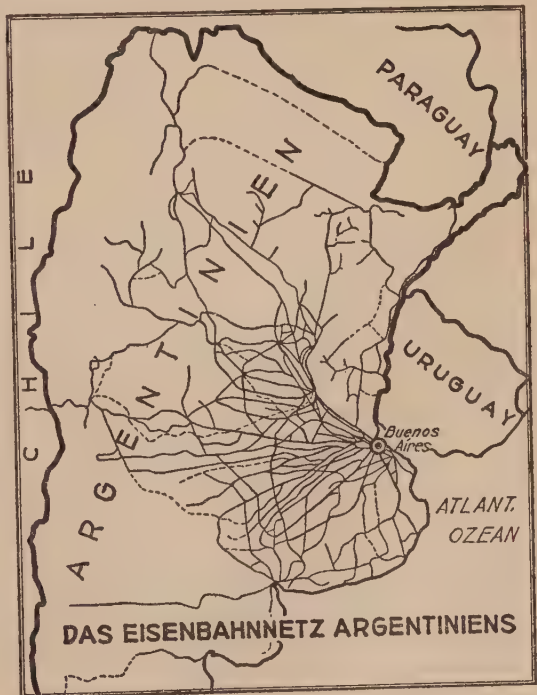 PARAGUAY
CHILE
ARGENTINIEN
URUGUAY
Buenos
Aires
ATLANT.
OZEAN
DAS EISENBAHNNETZ ARGENTINIENS